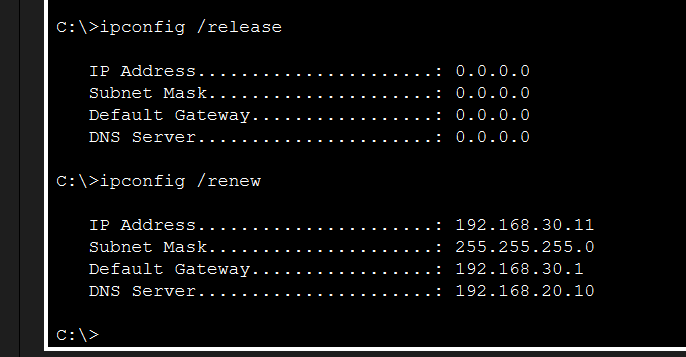 C:\>ipconfig /release
IP Address......................: 0.0.0.0
Subnet Mask.....................: 0.0.0.0
Default Gateway.................: 0.0.0.0
DNS Server......................: 0.0.0.0
C:\>ipconfig /renew
IP Address......................: 192.168.30.11
Subnet Mask.....................: 255.255.255.0
Default Gateway.................: 192.168.30.1
DNS Server......................: 192.168.20.10
C:\>